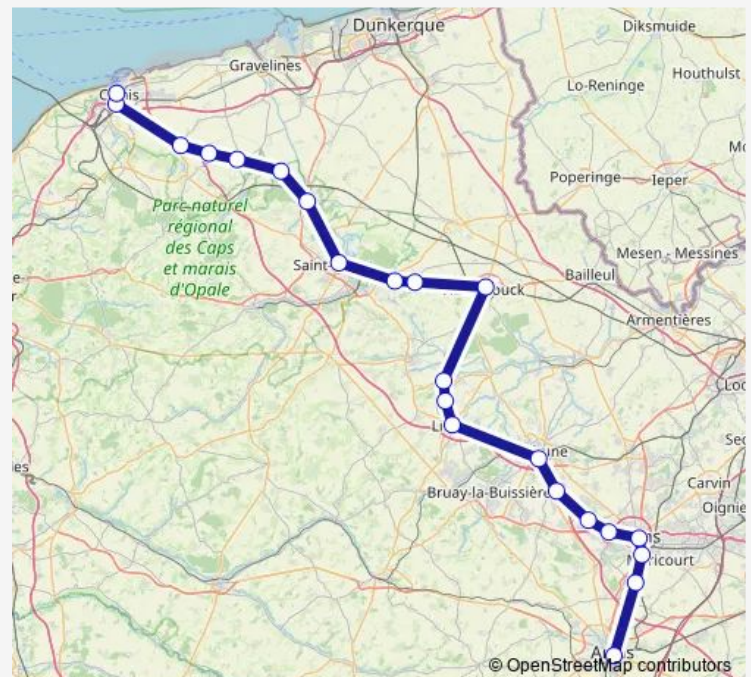 Dunkerque
Diksmuide
Gravelines
Lo-Reninge
Houthulst
Poperinge
Ieper
Parc naturel
régional
des Caps
et marais
d'Opale
Mesen - Messines
Saint-
Bailleul
Armentières
Bruay-la-Buissière
Carvin
Oignie
© OpenStreetMap contributors